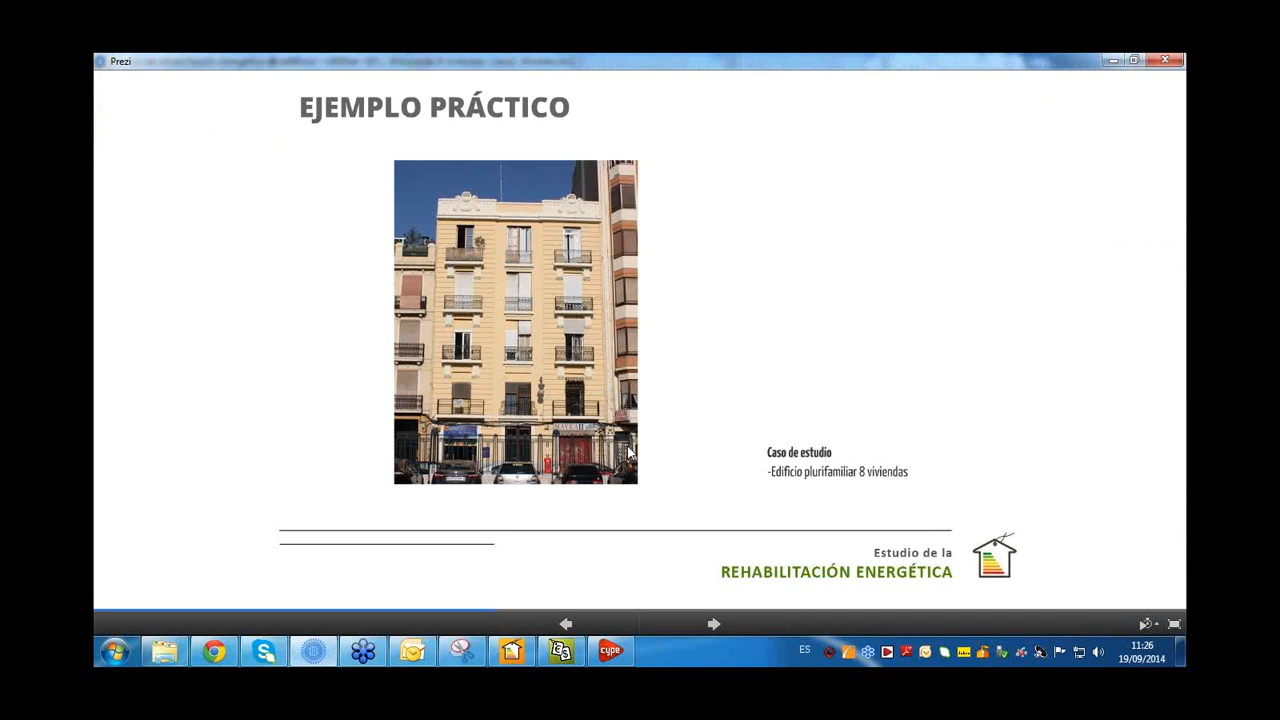 Prezi
EJEMPLO PRÁCTICO
Caso de estudio
-Edificio plurifamiliar 8 viviendas
Estudio de la
REHABILITACIÓN ENERGÉTICA
cype
ES
11:26
19/09/2014